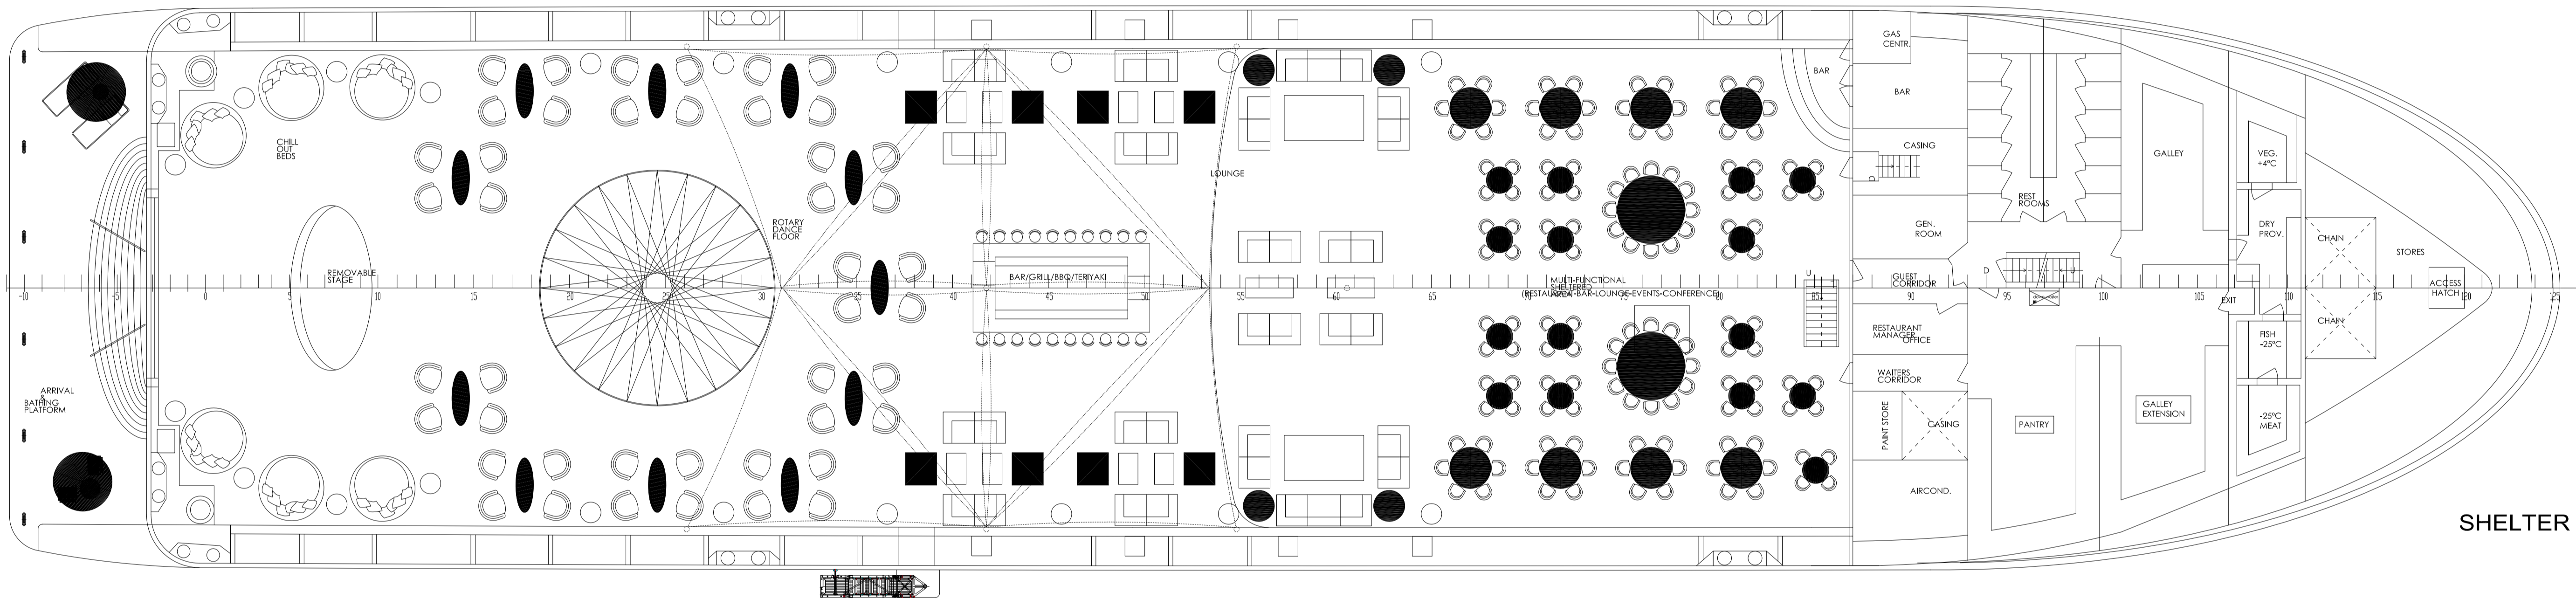 ARRIVAL
&
BATHING
PLATFORM
CHILL
OUT
BEDS
REMOVABLE
STAGE
ROTARY
DANCE
FLOOR
BAR/GRILL/BBQ/TERIYAKI
LOUNGE
MULTI-FUNCTIONAL
SHELTERED
AREA
(RESTAURANT-BAR-LOUNGE-EVENTS-CONFERENCE)
BAR
U
GAS
CENTR.
BAR
CASING
D
GEN.
ROOM
GUEST
CORRIDOR
RESTAURANT
MANAGER
OFFICE
WAITERS
CORRIDOR
PAINT STORE
CASING
AIRCOND.
REST
ROOMS
D
U
PANTRY
GALLEY
GALLEY
EXTENSION
VEG.
+4°C
DRY
PROV.
EXIT
FISH
-25°C
-25°C
MEAT
CHAIN
CHAIN
STORES
ACCESS
HATCH
-10 -5 0 5 10 15 20 25 30 35 40 45 50 55 60 65 75 80 85 90 95 100 105 110 115 120 125
SHELTER